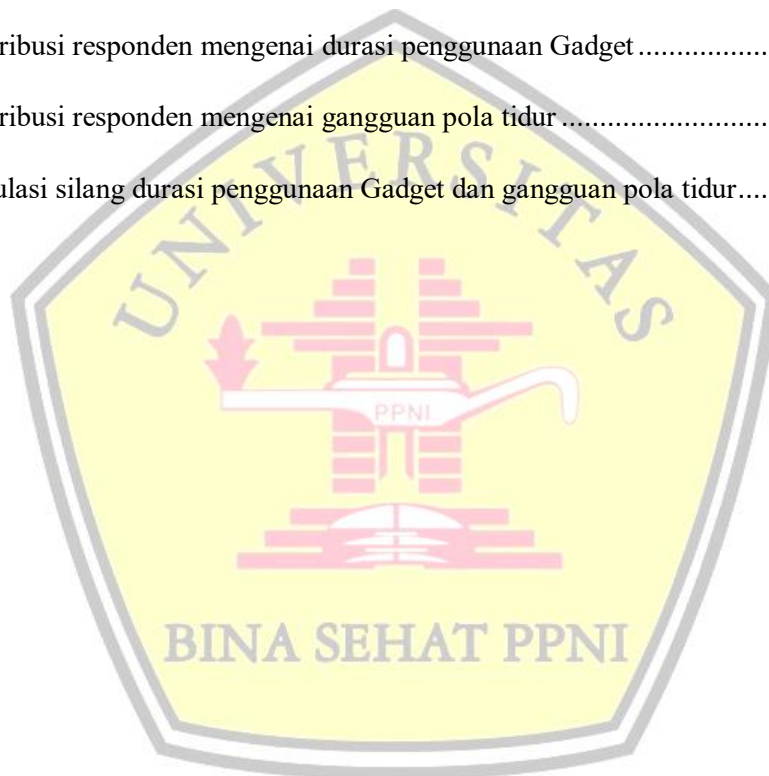 ribusi responden mengenai durasi penggunaan Gadget ..................
ribusi responden mengenai gangguan pola tidur ............................
ulasi silang durasi penggunaan Gadget dan gangguan pola tidur....
UNIVERSITAS
PPNI
BINA SEHAT PPNI